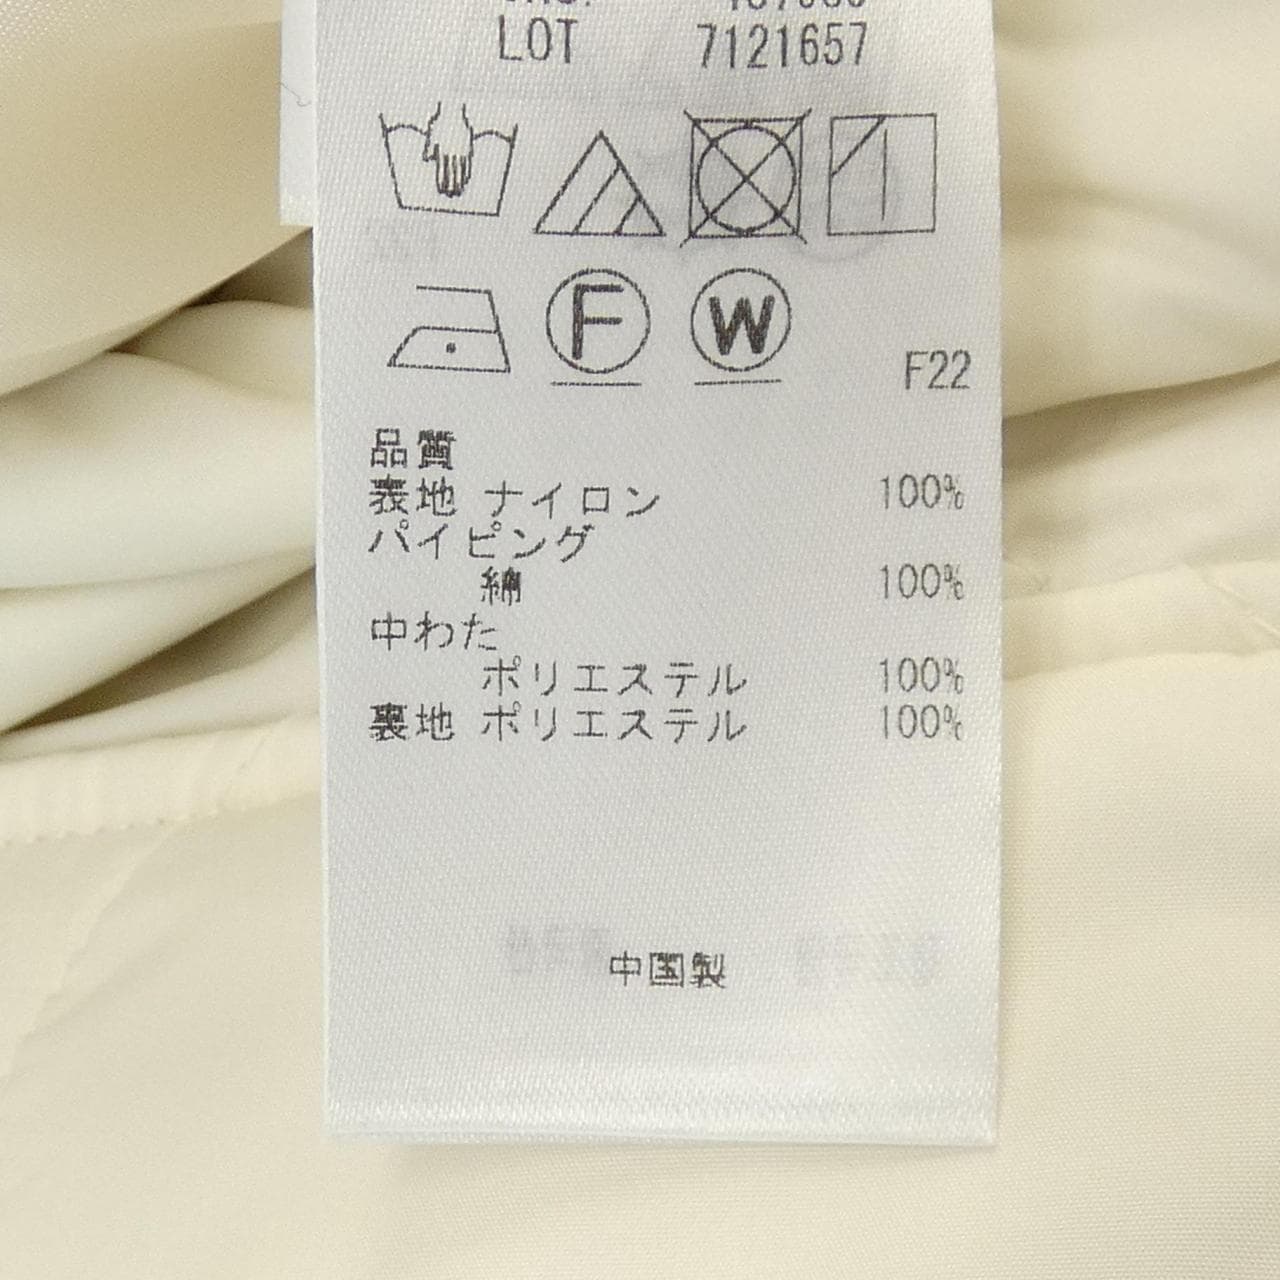 LOT 7121657
F
W
F22
品質
表地 ナイロン 100%
パイピング
綿 100%
中わた
ポリエステル 100%
裏地 ポリエステル 100%
中国製